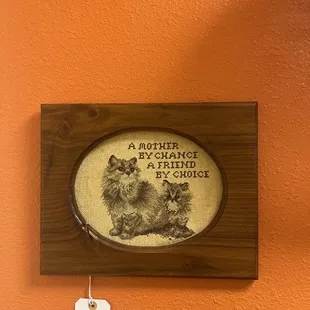 A MOTHER
BY CHANCE
A FRIEND
BY CHOICE